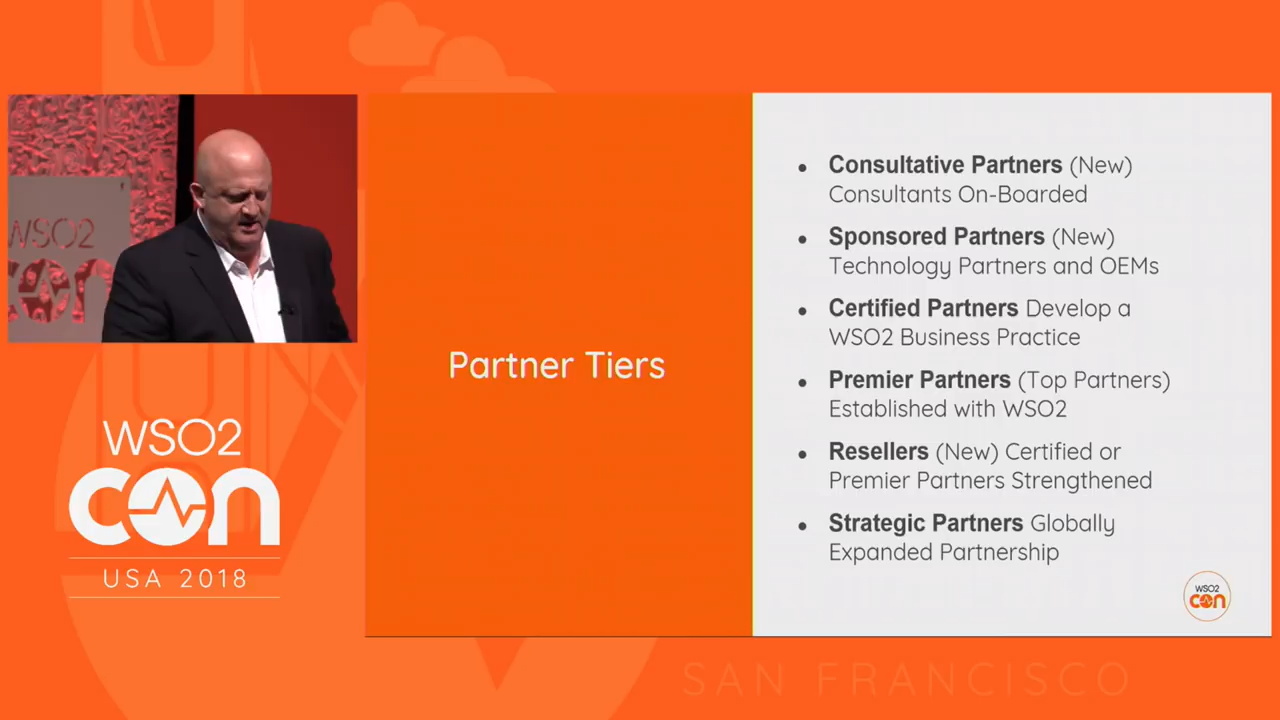 WSO2
con
WSO2
con
USA 2018
Partner Tiers
• Consultative Partners (New)
Consultants On-Boarded
• Sponsored Partners (New)
Technology Partners and OEMs
• Certified Partners Develop a
WSO2 Business Practice
• Premier Partners (Top Partners)
Established with WSO2
• Resellers (New) Certified or
Premier Partners Strengthened
• Strategic Partners Globally
Expanded Partnership
WSO2
con
SAN FRANCISCO